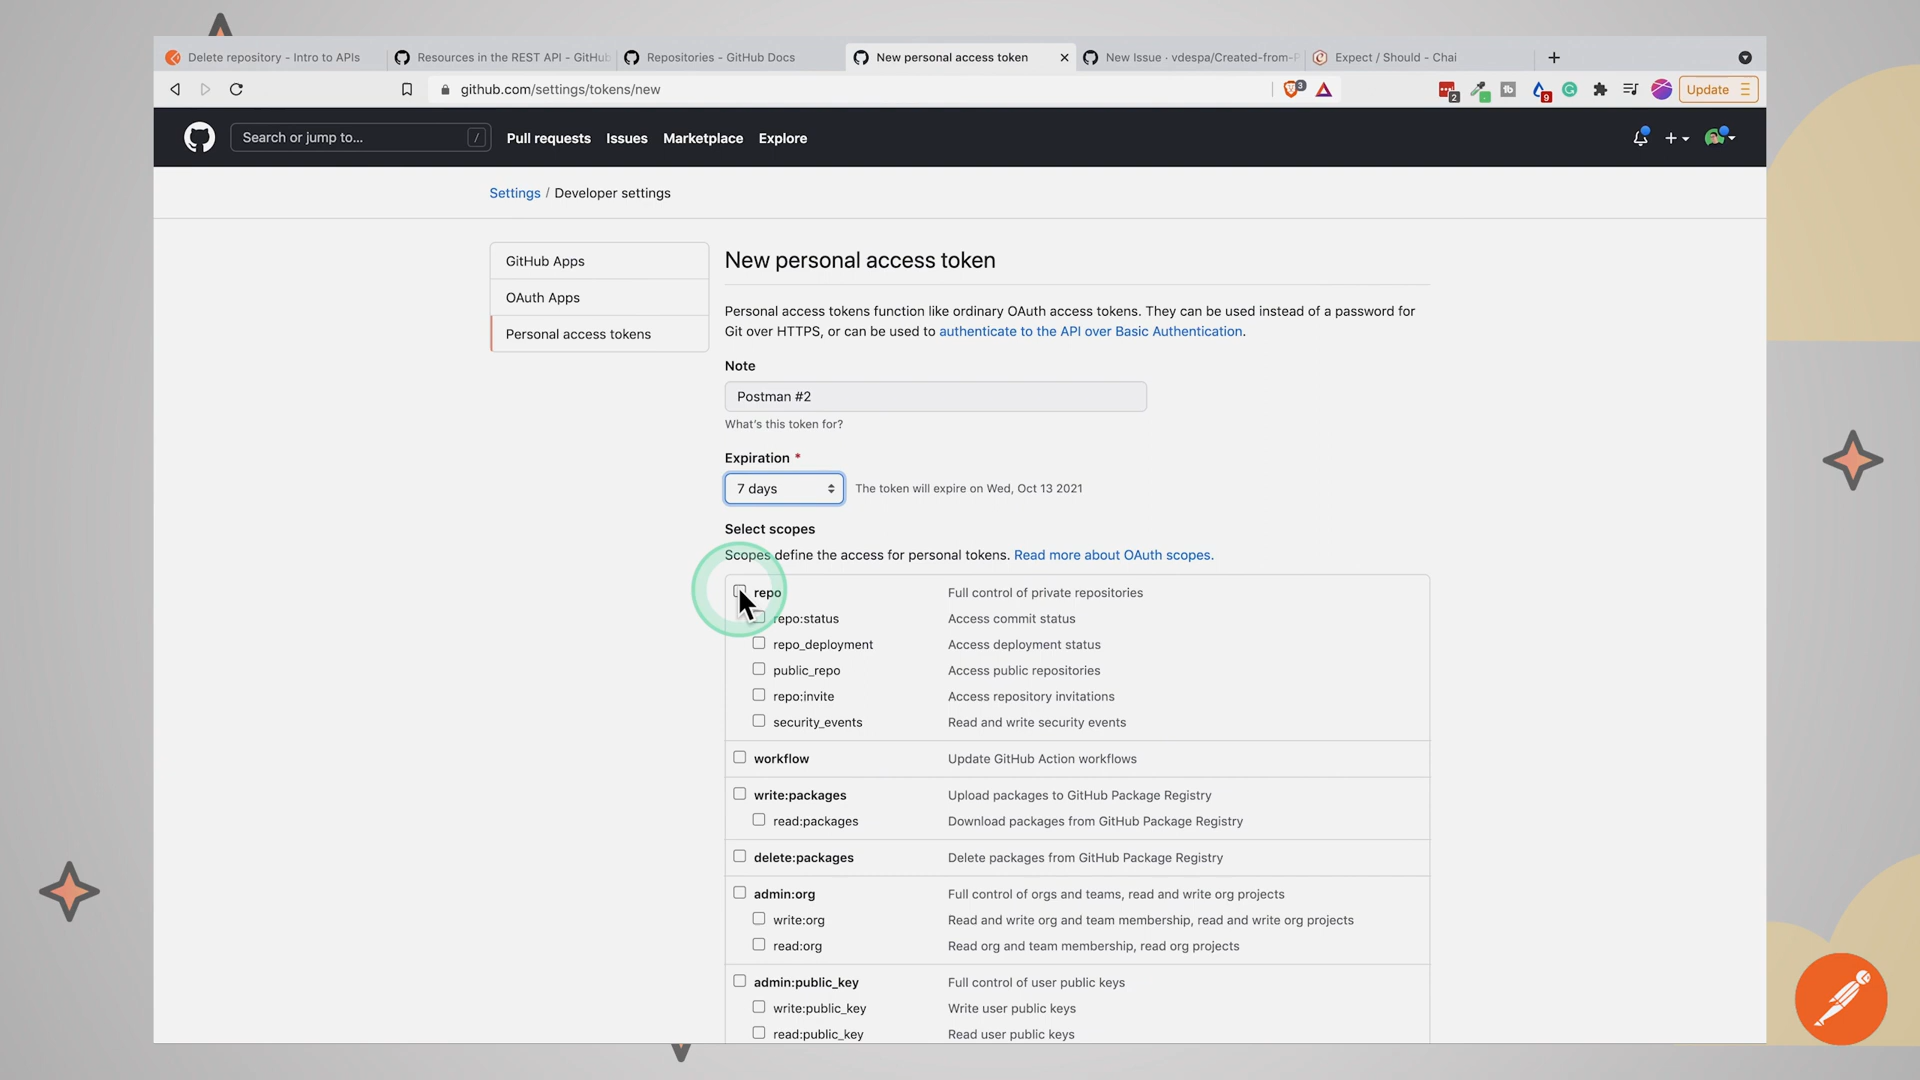 Delete repository - Intro to APIs
Resources in the REST API - GitHub
Repositories - GitHub Docs
New personal access token
New Issue · vdespa/Created-from-P
Expect / Should - Chai
github.com/settings/tokens/new
3
2
9
Update
Search or jump to...
/
Pull requests
Issues
Marketplace
Explore
Settings / Developer settings
GitHub Apps
OAuth Apps
Personal access tokens
New personal access token
Personal access tokens function like ordinary OAuth access tokens. They can be used instead of a password for
Git over HTTPS, or can be used to authenticate to the API over Basic Authentication.
Note
Postman #2
What's this token for?
Expiration *
7 days
The token will expire on Wed, Oct 13 2021
Select scopes
Scopes define the access for personal tokens. Read more about OAuth scopes.
repo Full control of private repositories
repo:status Access commit status
repo_deployment Access deployment status
public_repo Access public repositories
repo:invite Access repository invitations
security_events Read and write security events
workflow Update GitHub Action workflows
write:packages Upload packages to GitHub Package Registry
read:packages Download packages from GitHub Package Registry
delete:packages Delete packages from GitHub Package Registry
admin:org Full control of orgs and teams, read and write org projects
write:org Read and write org and team membership, read and write org projects
read:org Read org and team membership, read org projects
admin:public_key Full control of user public keys
write:public_key Write user public keys
read:public_key Read user public keys